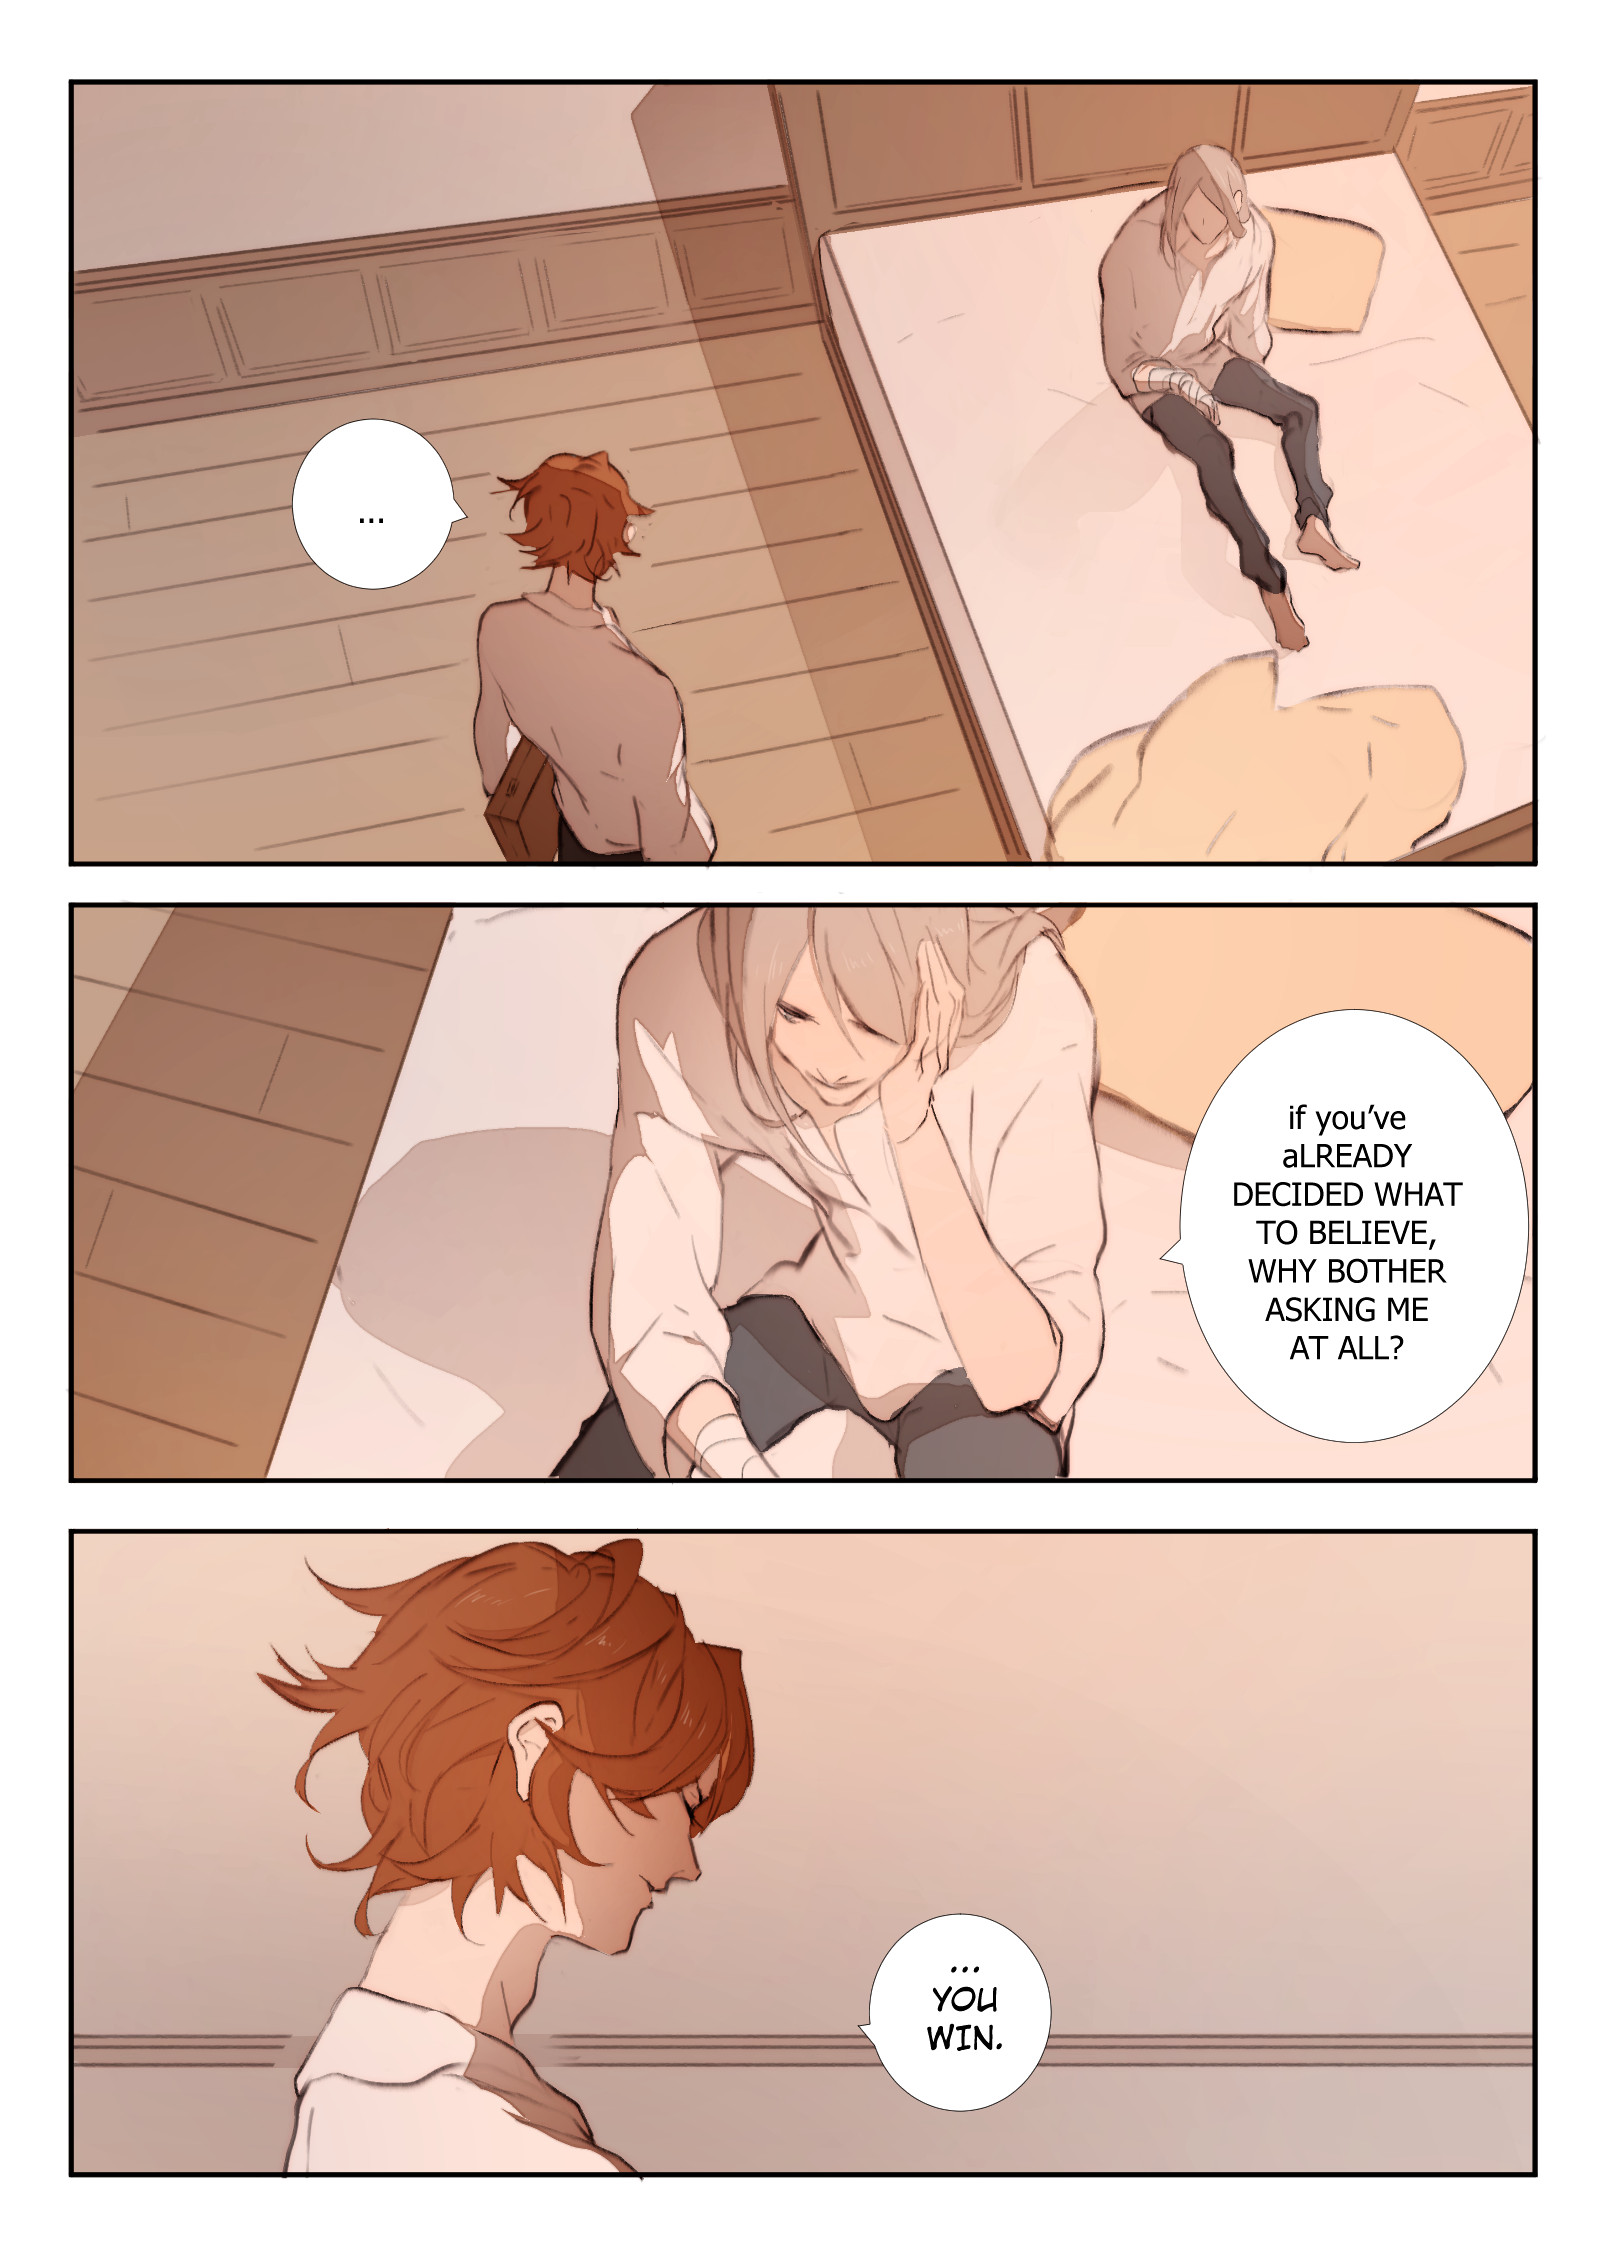 ...
if you've
aLREADY
DECIDED WHAT
TO BELIEVE,
WHY BOTHER
ASKING ME
AT ALL?
...
YOU
WIN.